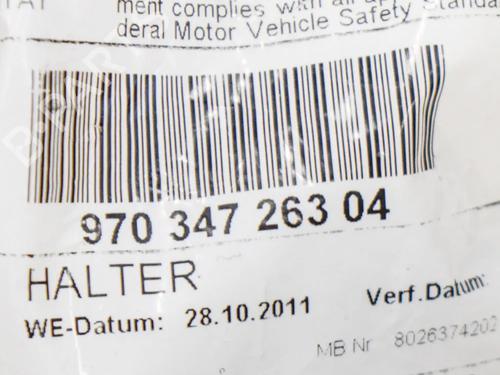 ment complies with all
deral Motor Vehicle Safety Standa
970 347 263 04
HALTER
WE-Datum: 28.10.2011 Verf.Datum:
MB Nr 8026374202